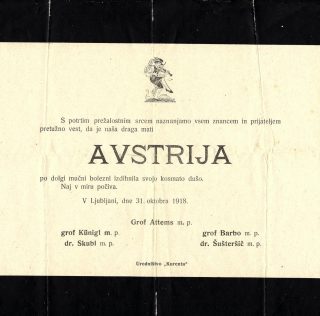 S potrtim prežalostnim srcem naznanjamo vsem znancem in prijateljem
pretužno vest, da je naša draga mati
AVSTRIJA
po dolgi mučni bolezni izdihnila svojo kosmato dušo.
Naj v miru počiva.
V Ljubljani, dne 31. oktobra 1918.
Grof Attems m. p.
grof Künigl m. p. grof Barbo m. p.
dr. Skubl m. p. dr. Šušteršič m. p.
Uredništvo „Kurenta“